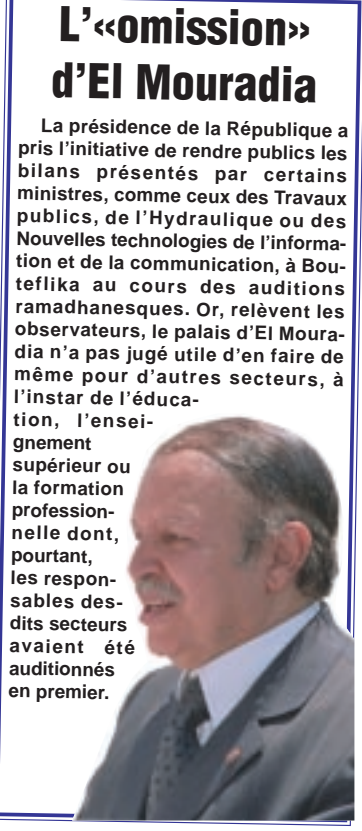 L'«omission»
d'El Mouradia
La présidence de la République a
pris l'initiative de rendre publics les
bilans présentés par certains
ministres, comme ceux des Travaux
publics, de l'Hydraulique ou des
Nouvelles technologies de l'informa-
tion et de la communication, à Bou-
teflika au cours des auditions
ramadhanesques. Or, relèvent les
observateurs, le palais d'El Moura-
dia n'a pas jugé utile d'en faire de
même pour d'autres secteurs, à
l'instar de l'éduca-
tion, l'ensei-
gnement
supérieur ou
la formation
profession-
nelle dont,
pourtant,
les respon-
sables des-
dits secteurs
avaient été
auditionnés
en premier.